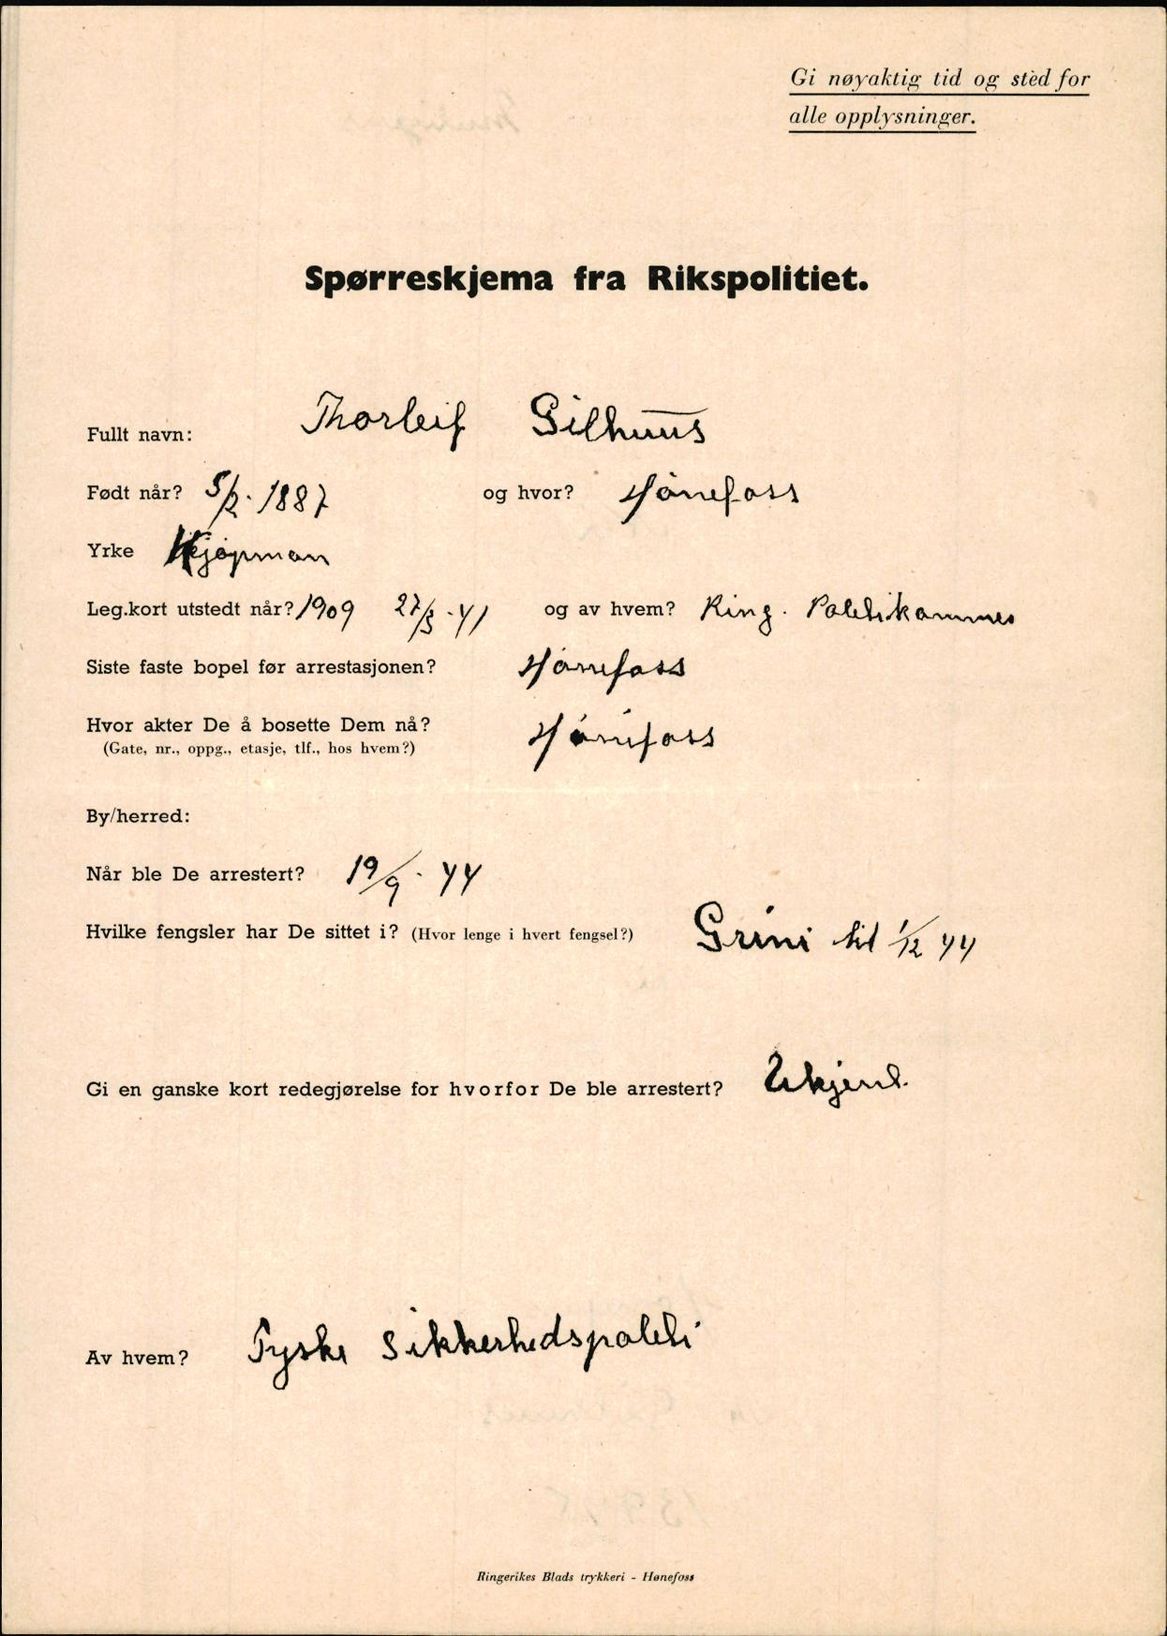 Gi nøyaktig tid og sted for
alle opplysninger.
Spørreskjema fra Rikspolitiet.
Fullt navn: Thorleif Gilhuus
Født når? 5/2. 1887 og hvor? Hönefoss
Yrke Kjøpman
Leg.kort utstedt når? 1909 27/3-41 og av hvem? Ring. Politikammer
Siste faste bopel før arrestasjonen? Hönefoss
Hvor akter De å bosette Dem nå? Hönefoss
(Gate, nr., oppg., etasje, tlf., hos hvem?)
By/herred:
Når ble De arrestert? 19/9. 44
Hvilke fengsler har De sittet i? (Hvor lenge i hvert fengsel?) Grini til 1/12 44
Gi en ganske kort redegjørelse for hvorfor De ble arrestert? Ukjent.
Av hvem? Tyske Sikkerhedspoliti
Ringerikes Blads trykkeri - Hønefoss